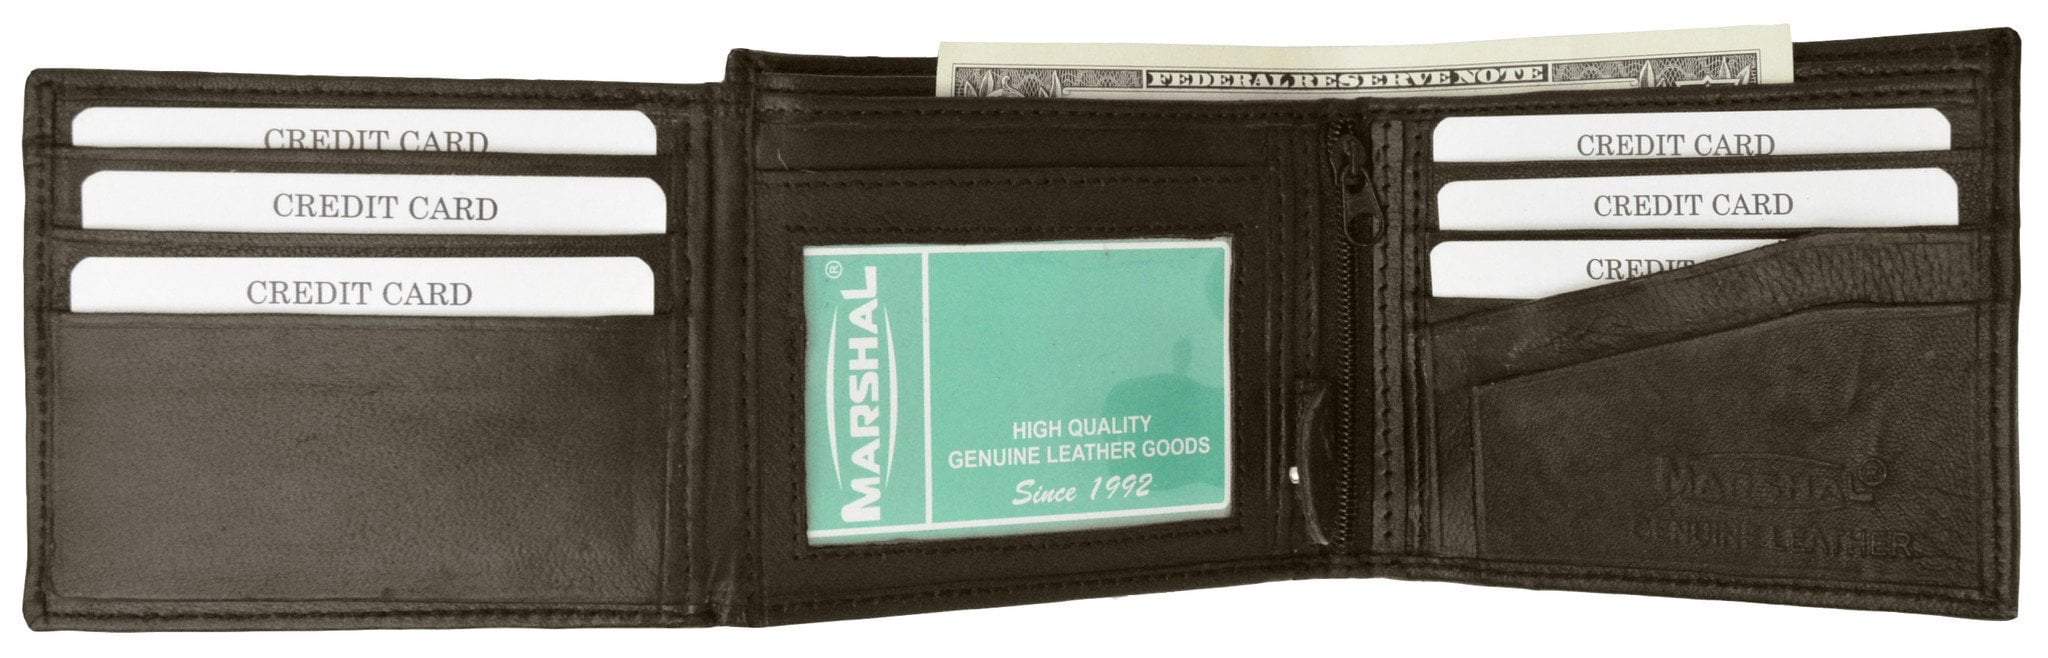 CREDIT CARD
CREDIT CARD
CREDIT CARD
FEDERAL RESERVE NOTE
MARSHAL®
HIGH QUALITY
GENUINE LEATHER GOODS
Since 1992
CREDIT CARD
CREDIT CARD
CREDIT
MARSHAL®
GENUINE LEATHER